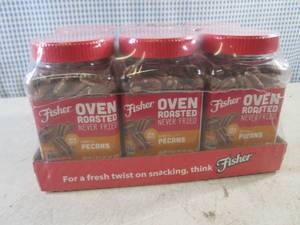 Fisher
OVEN
ROASTED
NEVER FRIED
PECANS
Fisher
OVEN
ROASTED
NEVER FRIED
PECANS
Fisher
OVEN
ROASTED
NEVER FRIED
PECANS
For a fresh twist on snacking, think Fisher